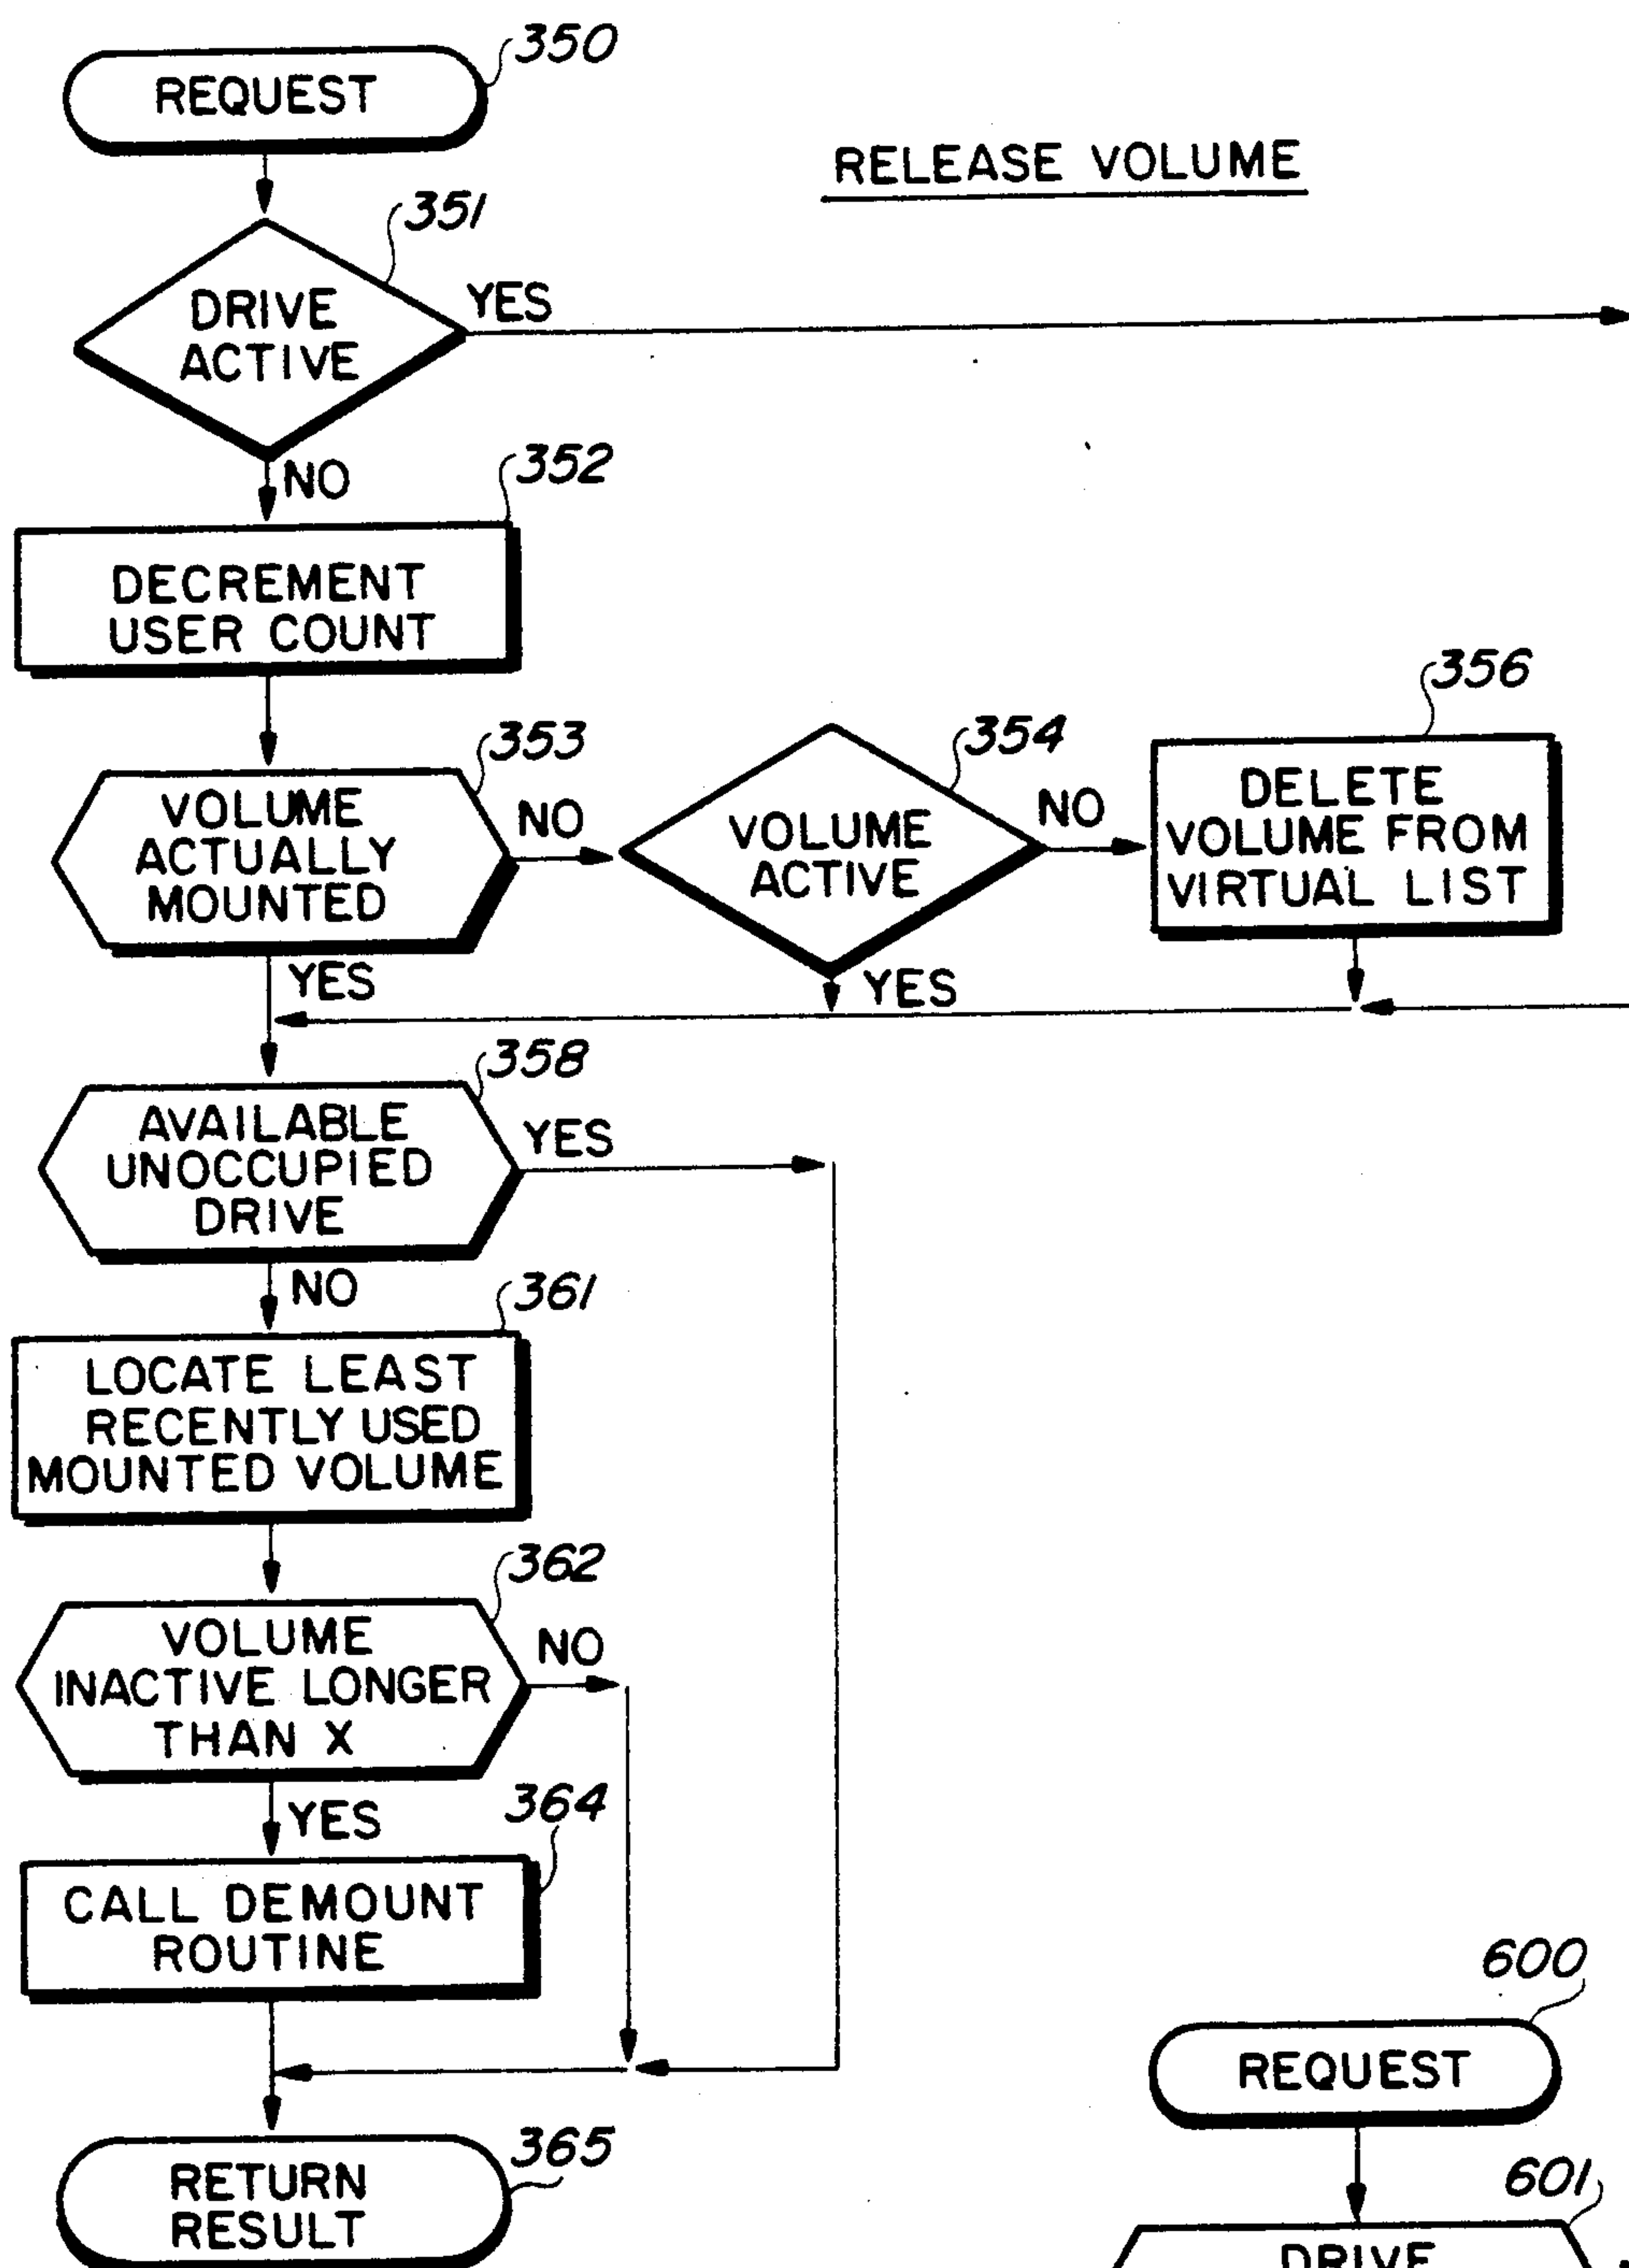 350
REQUEST
RELEASE VOLUME
351
DRIVE
ACTIVE
YES
NO
352
DECREMENT
USER COUNT
353
VOLUME
ACTUALLY
MOUNTED
NO
YES
354
VOLUME
ACTIVE
NO
YES
356
DELETE
VOLUME FROM
VIRTUAL LIST
358
AVAILABLE
UNOCCUPIED
DRIVE
YES
NO
361
LOCATE LEAST
RECENTLY USED
MOUNTED VOLUME
362
VOLUME
INACTIVE LONGER
THAN X
NO
YES
364
CALL DEMOUNT
ROUTINE
365
RETURN
RESULT
600
REQUEST
601
DRIVE